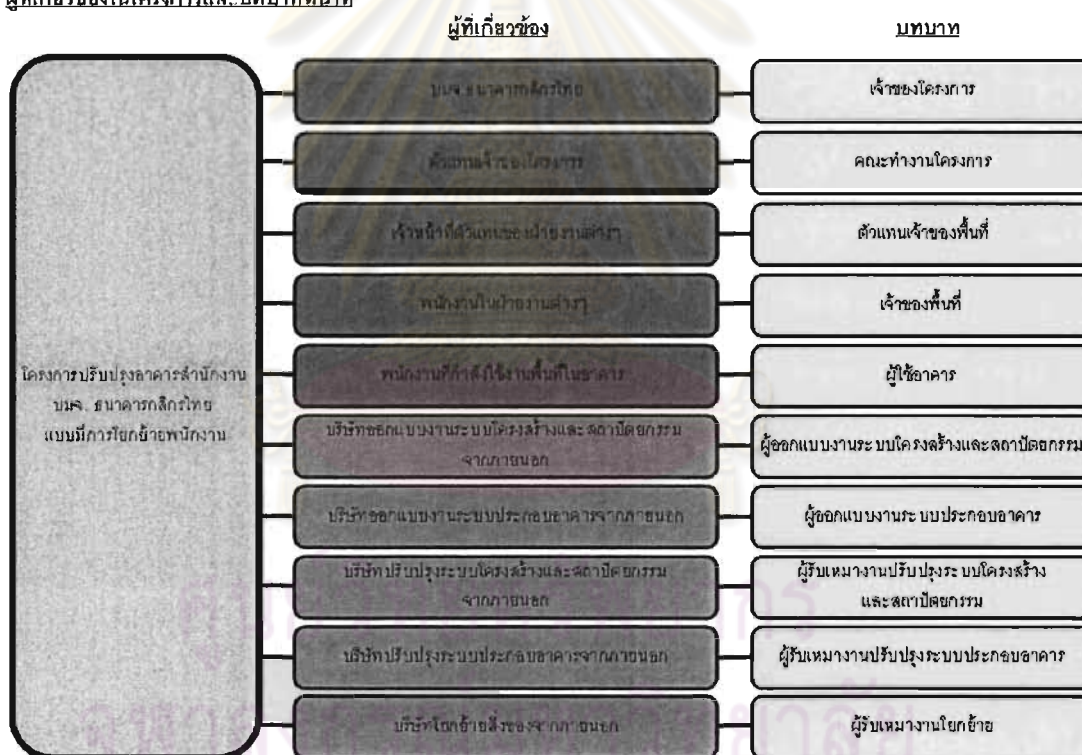 ผู้ที่เกี่ยวข้องในโครงการและบทบาทหน้าที่
ผู้ที่เกี่ยวข้อง
บทบาท
โครงการปรับปรุงอาคารสำนักงาน
บมจ. ธนาคารกสิกรไทย
แบบมีการโยกย้ายพนักงาน
บมจ.ธนาคารกสิกรไทย
เจ้าของโครงการ
ตัวแทนเจ้าของโครงการ
คณะทำงานโครงการ
เจ้าหน้าที่ตัวแทนของฝ่ายงานต่างๆ
ตัวแทนเจ้าของพื้นที่
พนักงานในฝ่ายงานต่างๆ
เจ้าของพื้นที่
พนักงานที่กำลังใช้งานพื้นที่ในอาคาร
ผู้ใช้อาคาร
บริษัทออกแบบงานระบบโครงสร้างและสถาปัตยกรรม
จากภายนอก
ผู้ออกแบบงานระบบโครงสร้างและสถาปัตยกรรม
บริษัทออกแบบงานระบบประกอบอาคารจากภายนอก
ผู้ออกแบบงานระบบประกอบอาคาร
บริษัทปรับปรุงระบบโครงสร้างและสถาปัตยกรรม
จากภายนอก
ผู้รับเหมางานปรับปรุงระบบโครงสร้าง
และสถาปัตยกรรม
บริษัทปรับปรุงระบบประกอบอาคารจากภายนอก
ผู้รับเหมางานปรับปรุงระบบประกอบอาคาร
บริษัทโยกย้ายสิ่งของจากภายนอก
ผู้รับเหมางานโยกย้าย